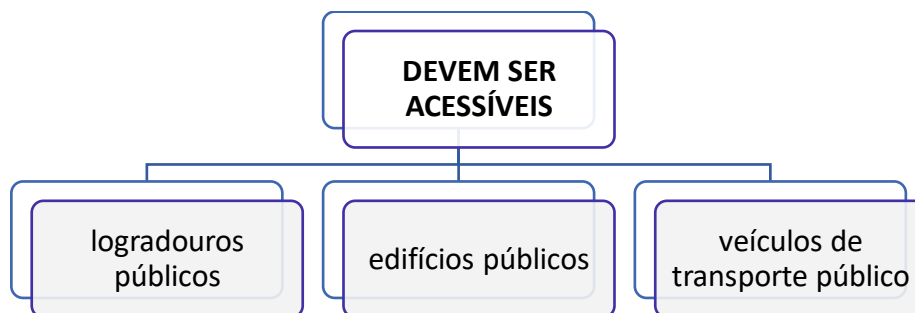 DEVEM SER
ACESSÍVEIS
logradouros
públicos
edifícios públicos
veículos de
transporte público